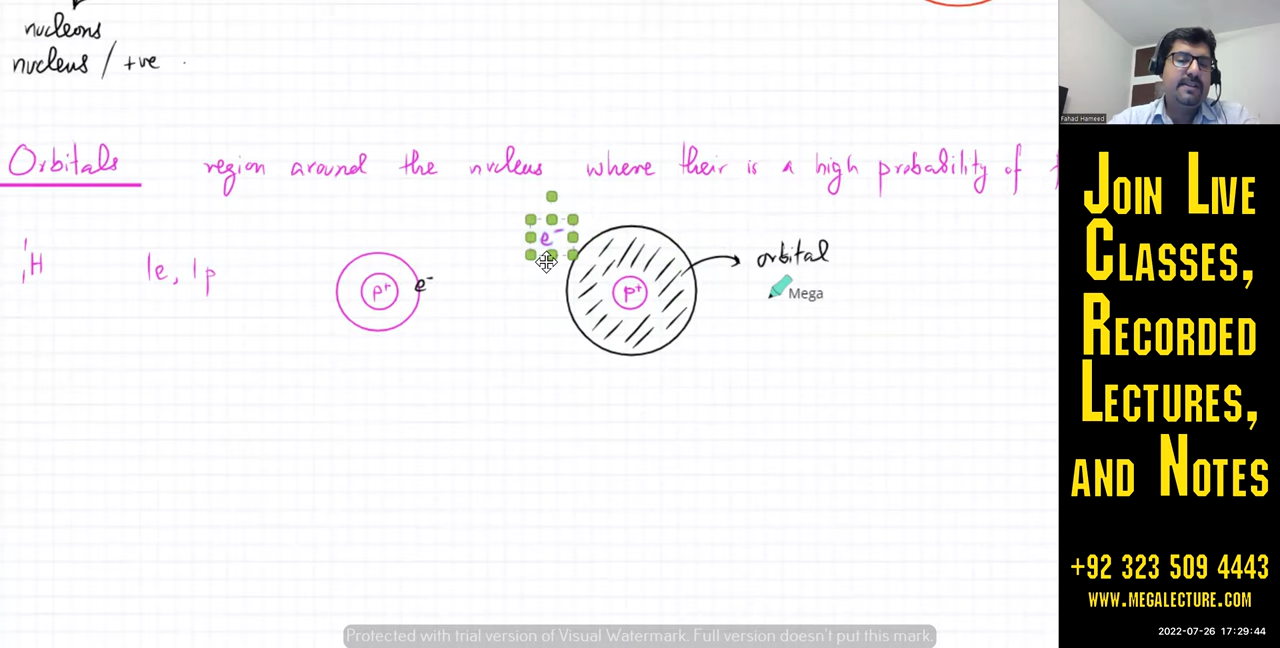 nucleons
nucleus / +ve
Fahad Hameed
Orbitals region around the nucleus where their is a high probability of
e⁻
H 1e, 1p p+ e⁻ p+ orbital
Mega
JOIN LIVE
CLASSES,
RECORDED
LECTURES,
AND NOTES
+92 323 509 4443
WWW.MEGALECTURE.COM
2022-07-26 17:29:44
Protected with trial version of Visual Watermark. Full version doesn't put this mark.